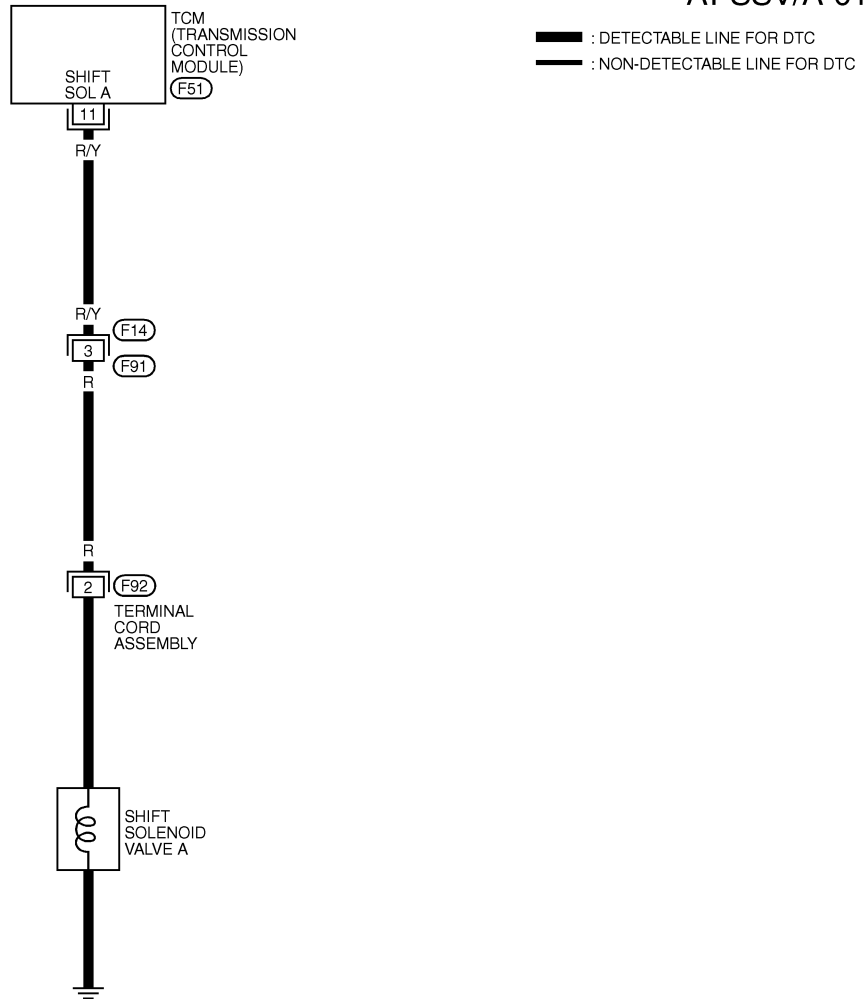 TCM
(TRANSMISSION
CONTROL
MODULE)
F51
SHIFT
SOL A
11
R/Y
R/Y
F14
3
F91
R
R
2
F92
TERMINAL
CORD
ASSEMBLY
SHIFT
SOLENOID
VALVE A
: DETECTABLE LINE FOR DTC
: NON-DETECTABLE LINE FOR DTC